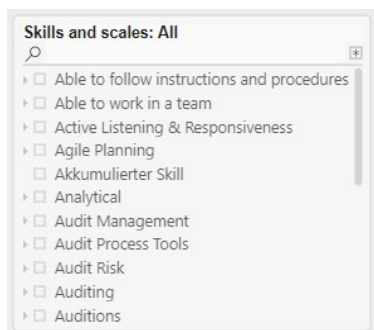 Skills and scales: All
Able to follow instructions and procedures
Able to work in a team
Active Listening & Responsiveness
Agile Planning
Akkumulierter Skill
Analytical
Audit Management
Audit Process Tools
Audit Risk
Auditing
Auditions